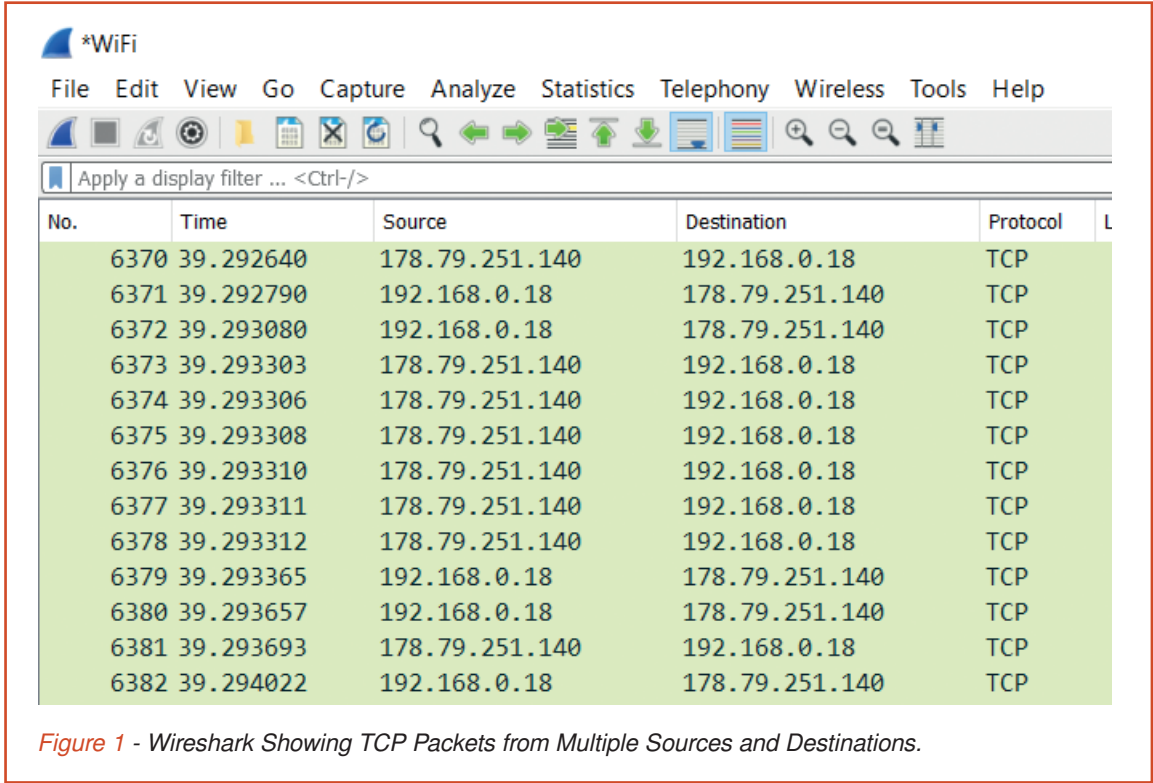 *WiFi
File Edit View Go Capture Analyze Statistics Telephony Wireless Tools Help
Apply a display filter ... <Ctrl-/>
No. Time Source Destination Protocol L
6370 39.292640 178.79.251.140 192.168.0.18 TCP
6371 39.292790 192.168.0.18 178.79.251.140 TCP
6372 39.293080 192.168.0.18 178.79.251.140 TCP
6373 39.293303 178.79.251.140 192.168.0.18 TCP
6374 39.293306 178.79.251.140 192.168.0.18 TCP
6375 39.293308 178.79.251.140 192.168.0.18 TCP
6376 39.293310 178.79.251.140 192.168.0.18 TCP
6377 39.293311 178.79.251.140 192.168.0.18 TCP
6378 39.293312 178.79.251.140 192.168.0.18 TCP
6379 39.293365 192.168.0.18 178.79.251.140 TCP
6380 39.293657 192.168.0.18 178.79.251.140 TCP
6381 39.293693 178.79.251.140 192.168.0.18 TCP
6382 39.294022 192.168.0.18 178.79.251.140 TCP
Figure 1 - Wireshark Showing TCP Packets from Multiple Sources and Destinations.